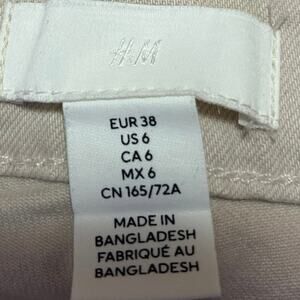 H&M
EUR 38
US 6
CA 6
MX 6
CN 165/72A
MADE IN
BANGLADESH
FABRIQUÉ AU
BANGLADESH